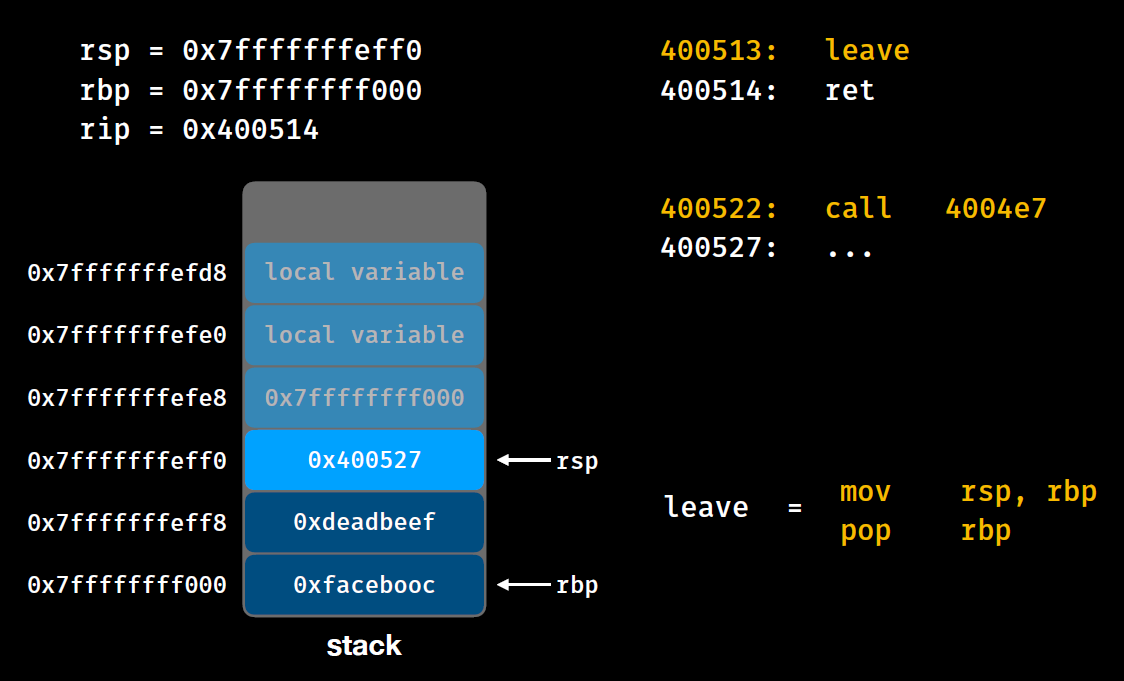 rsp = 0x7fffffffeff0
rbp = 0x7ffffffff000
rip = 0x400514
400513: leave
400514: ret
400522: call 4004e7
400527: ...
0x7fffffffefd8 local variable
0x7fffffffefe0 local variable
0x7fffffffefe8 0x7ffffffff000
0x7fffffffeff0 0x400527 rsp
0x7fffffffeff8 0xdeadbeef
0x7ffffffff000 0xfacebooc rbp
stack
leave =
mov rsp, rbp
pop rbp